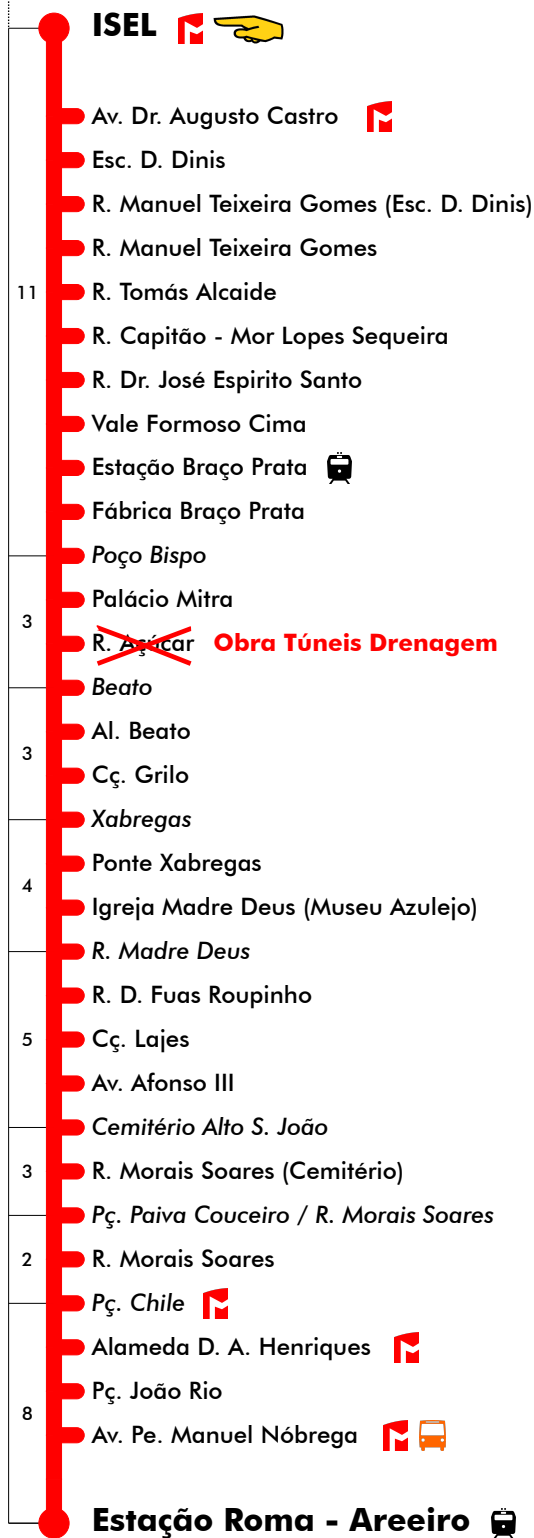 ISEL
Av. Dr. Augusto Castro
Esc. D. Dinis
R. Manuel Teixeira Gomes (Esc. D. Dinis)
R. Manuel Teixeira Gomes
11 R. Tomás Alcaide
R. Capitão - Mor Lopes Sequeira
R. Dr. José Espirito Santo
Vale Formoso Cima
Estação Braço Prata
Fábrica Braço Prata
Poço Bispo
Palácio Mitra
3
R. Açúcar Obra Túneis Drenagem
Beato
Al. Beato
3
Cç. Grilo
Xabregas
Ponte Xabregas
4
Igreja Madre Deus (Museu Azulejo)
R. Madre Deus
R. D. Fuas Roupinho
5 Cç. Lajes
Av. Afonso III
Cemitério Alto S. João
3 R. Morais Soares (Cemitério)
Pç. Paiva Couceiro / R. Morais Soares
2 R. Morais Soares
Pç. Chile
Alameda D. A. Henriques
Pç. João Rio
8
Av. Pe. Manuel Nóbrega
Estação Roma - Areeiro